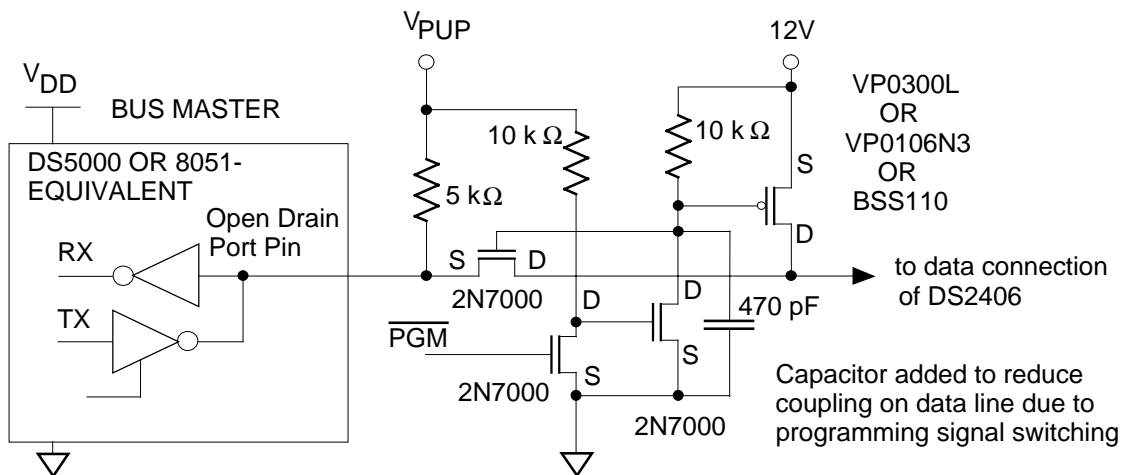 VPUP
12V
VDD
BUS MASTER
VP0300L
OR
VP0106N3
OR
BSS110
10 kΩ
10 kΩ
DS5000 OR 8051-
EQUIVALENT
S
5 kΩ
Open Drain
Port Pin
D
RX
S
D
to data connection
of DS2406
2N7000
D
D
470 pF
TX
PGM
S
S
2N7000
2N7000
Capacitor added to reduce
coupling on data line due to
programming signal switching